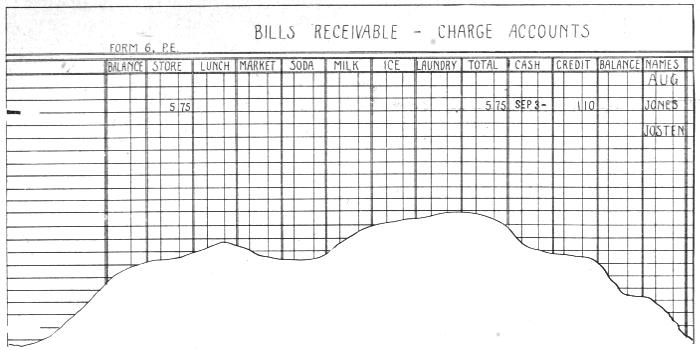 BILLS RECEIVABLE - CHARGE ACCOUNTS
FORM 6, P.E.
BALANCE STORE LUNCH MARKET SODA MILK ICE LAUNDRY TOTAL CASH CREDIT BALANCE NAMES
AUG
5 75 5 75 SEP 3- 1 10 JONES
JOSTEN